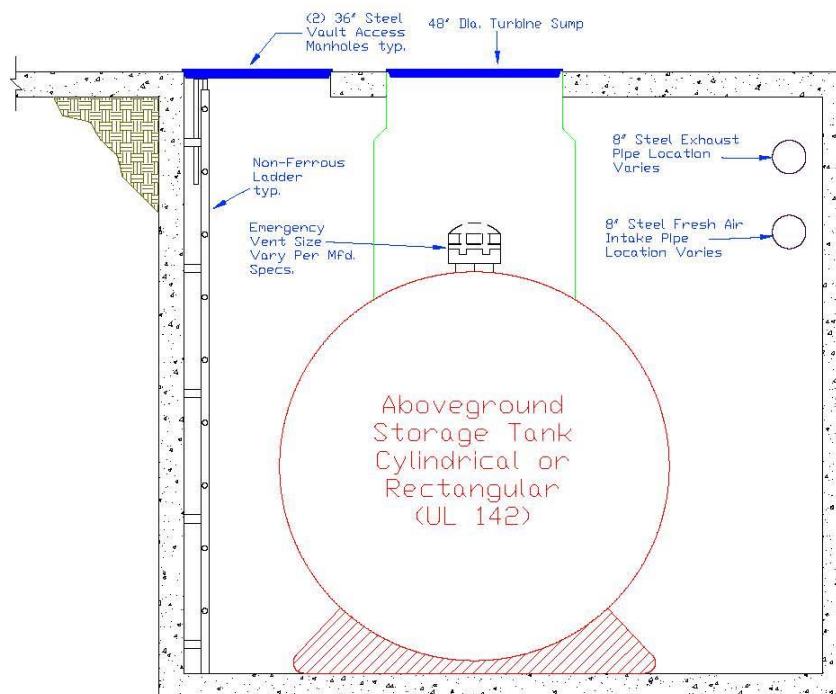 (2) 36" Steel
Vault Access
Manholes typ.
48" Dia. Turbine Sump
8" Steel Exhaust
Pipe Location
Varies
Non-Ferrous
Ladder
typ.
Emergency
Vent Size
Vary Per Mfd.
Specs.
8" Steel Fresh Air
Intake Pipe
Location Varies
Aboveground
Storage Tank
Cylindrical or
Rectangular
(UL 142)